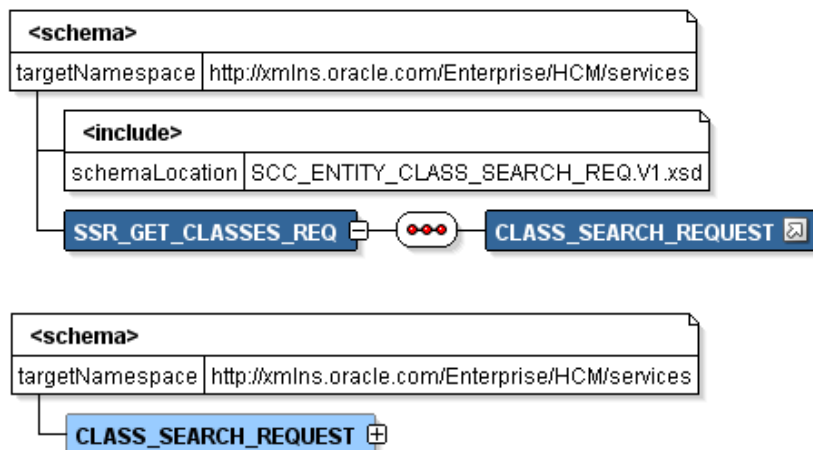 <schema>
targetNamespace http://xmlns.oracle.com/Enterprise/HCM/services
<include>
schemaLocation SCC_ENTITY_CLASS_SEARCH_REQ.V1.xsd
SSR_GET_CLASSES_REQ CLASS_SEARCH_REQUEST
<schema>
targetNamespace http://xmlns.oracle.com/Enterprise/HCM/services
CLASS_SEARCH_REQUEST